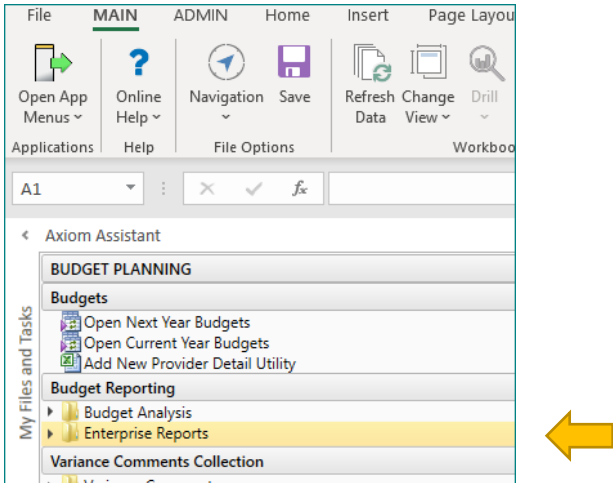 File MAIN ADMIN Home Insert Page Layou
Open App Menus Online Help Navigation Save Refresh Data Change View Drill
Applications Help File Options Workboo
A1 fx
Axiom Assistant
My Files and Tasks
BUDGET PLANNING
Budgets
Open Next Year Budgets
Open Current Year Budgets
Add New Provider Detail Utility
Budget Reporting
Budget Analysis
Enterprise Reports
Variance Comments Collection